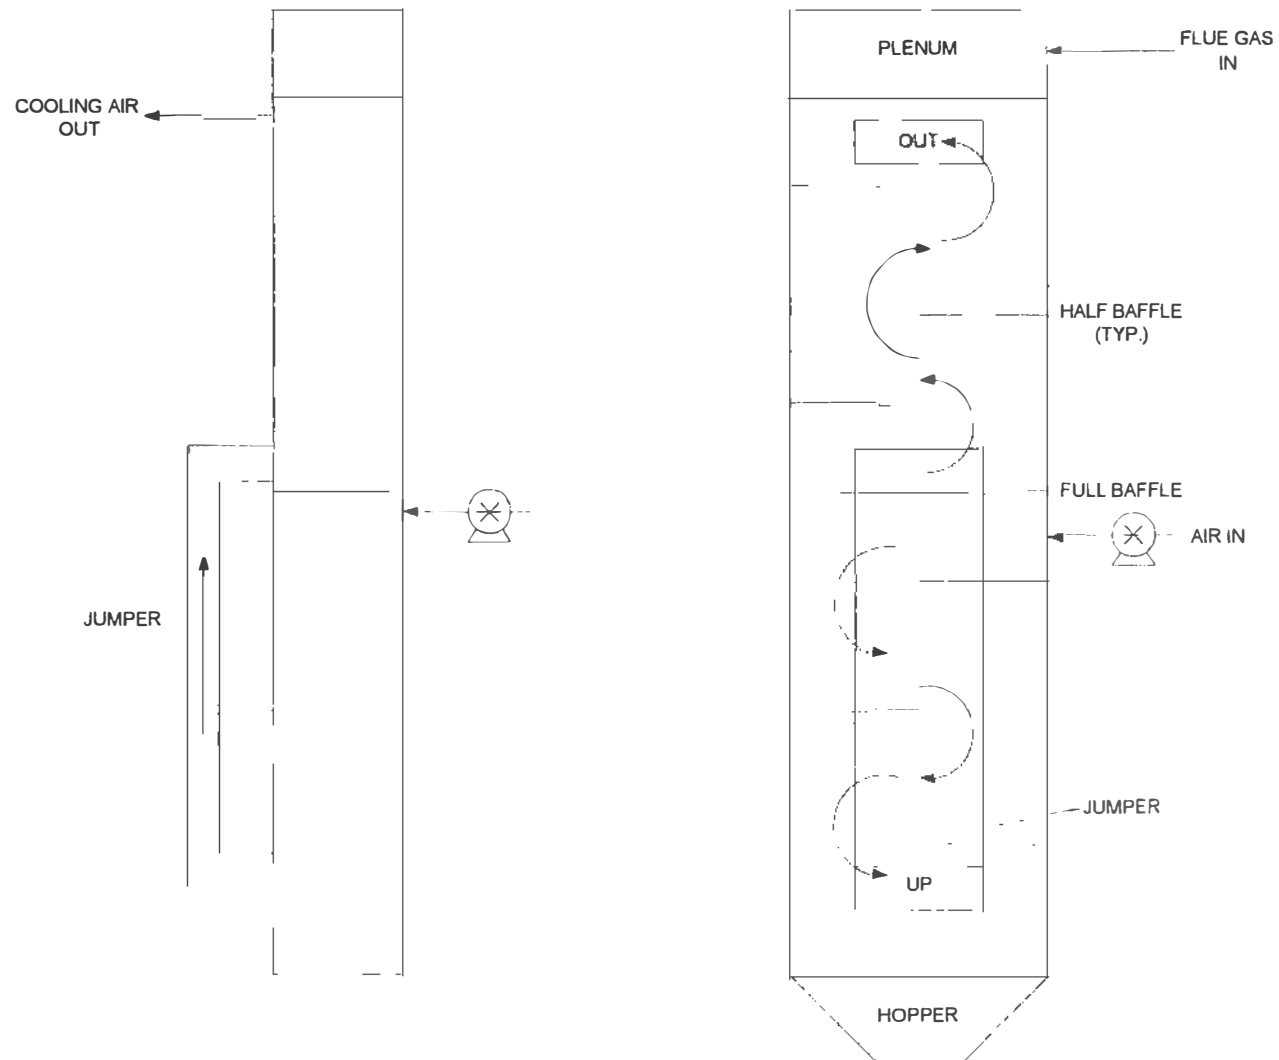 COOLING AIR
OUT
JUMPER
PLENUM
FLUE GAS
IN
OUT
HALF BAFFLE
(TYP.)
FULL BAFFLE
AIR IN
JUMPER
UP
HOPPER